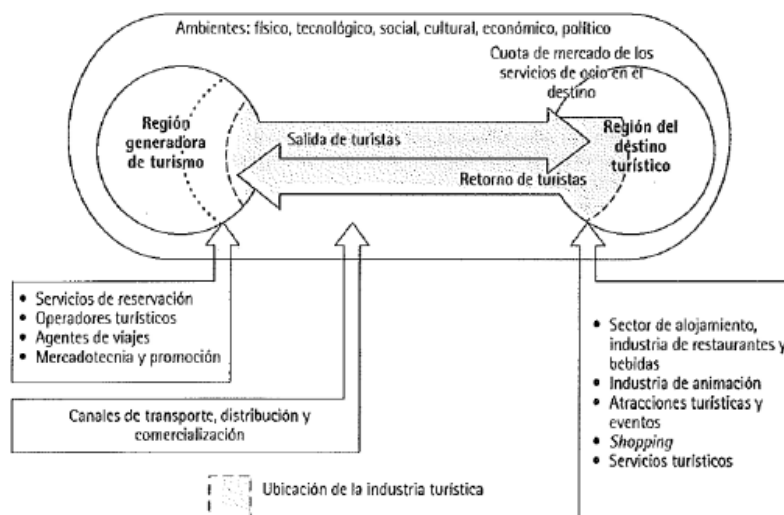 Ambientes: físico, tecnológico, social, cultural, económico, político
Cuota de mercado de los
servicios de ocio en el
destino
Región
generadora
de turismo
Salida de turistas
Retorno de turistas
Región del
destino
turístico
• Servicios de reservación
• Operadores turísticos
• Agentes de viajes
• Mercadotecnia y promoción
Canales de transporte, distribución y
comercialización
• Sector de alojamiento,
industria de restaurantes y
bebidas
• Industria de animación
• Atracciones turísticas y
eventos
• Shopping
• Servicios turísticos
Ubicación de la industria turística